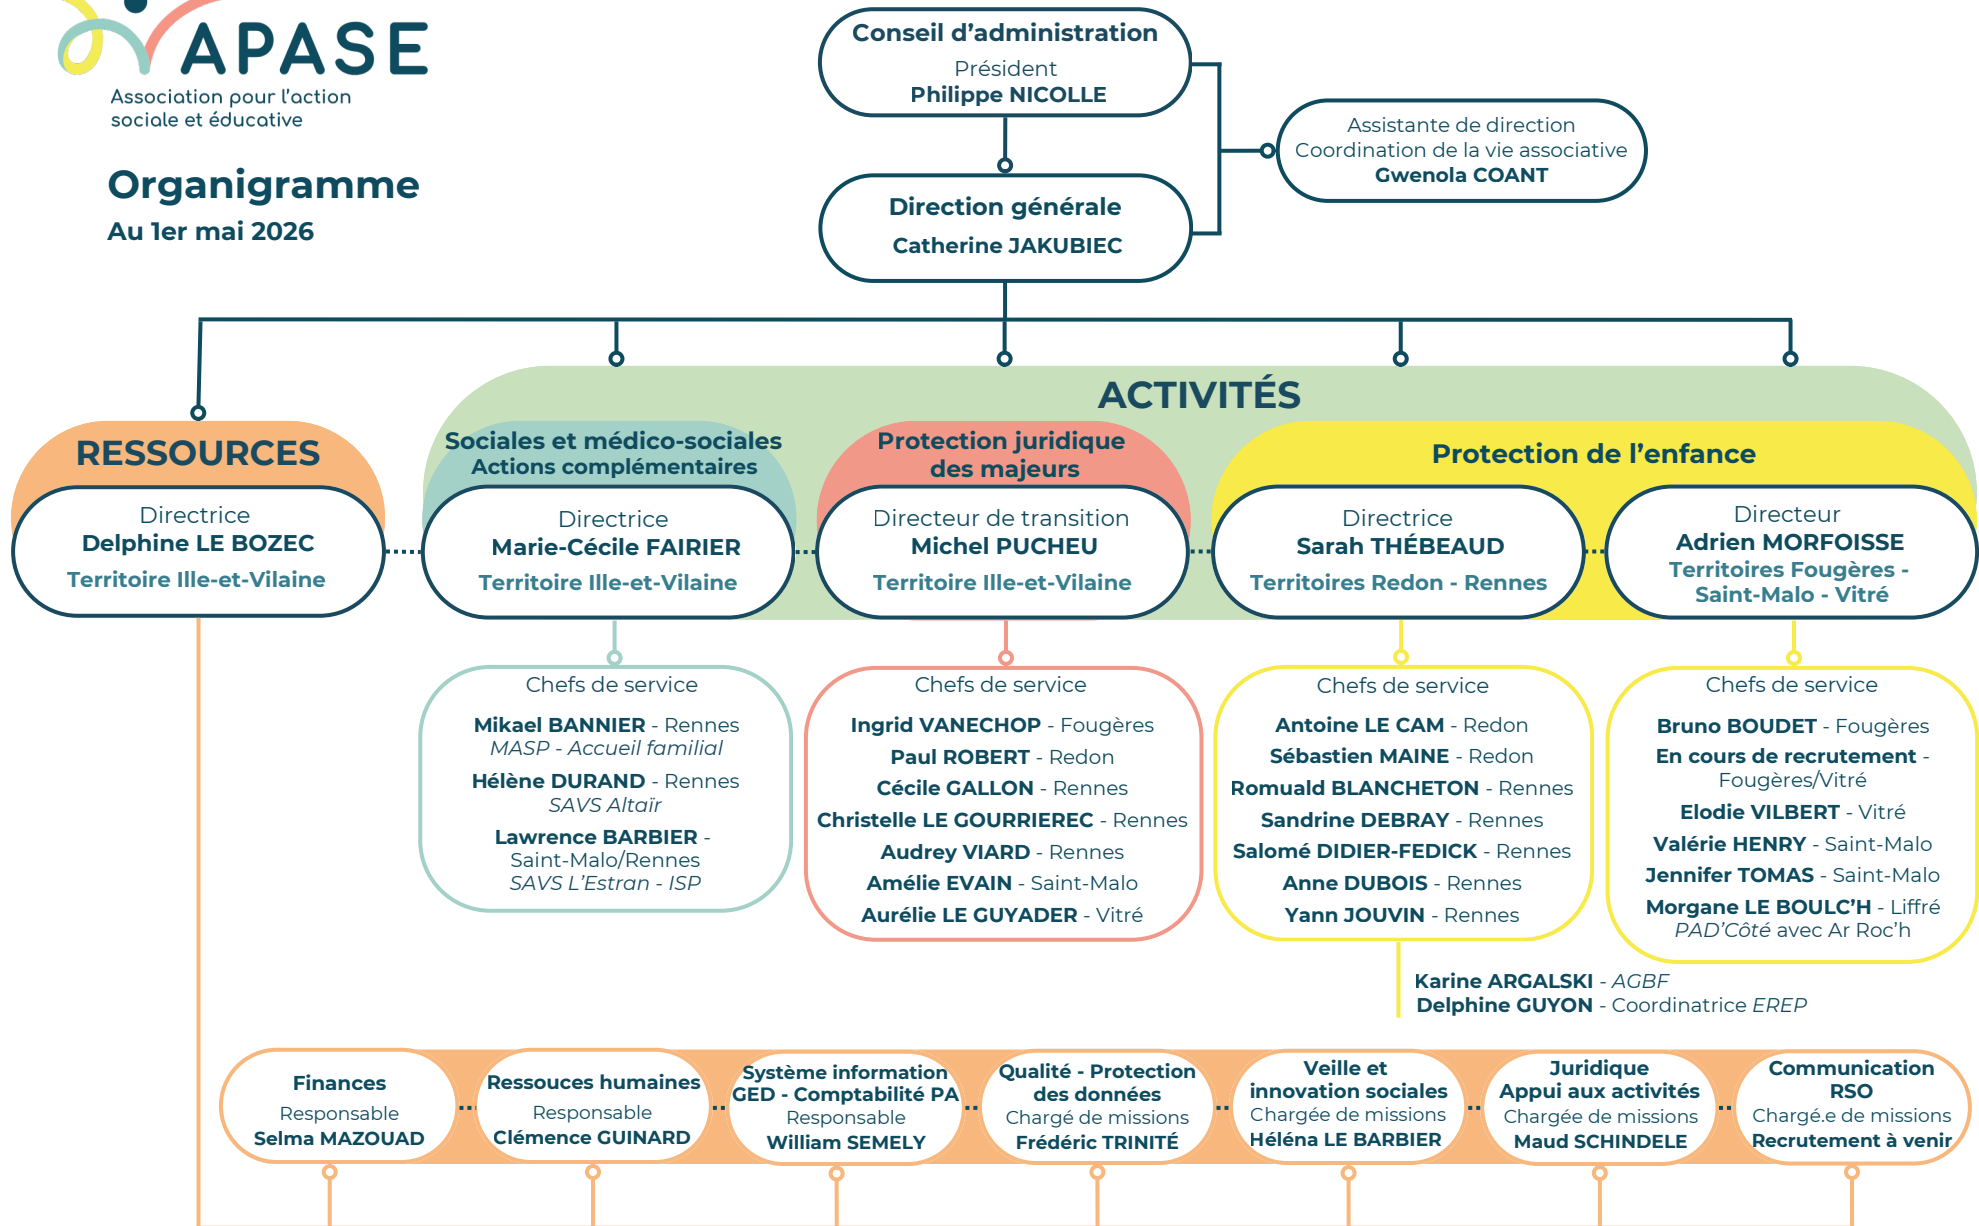 APASE
Association pour l'action
sociale et éducative
Organigramme
Au 1er mai 2026
Conseil d'administration
Président
Philippe NICOLLE
Assistante de direction
Coordination de la vie associative
Gwenola COANT
Direction générale
Catherine JAKUBIEC
ACTIVITÉS
RESSOURCES
Directrice
Delphine LE BOZEC
Territoire Ille-et-Vilaine
Sociales et médico-sociales
Actions complémentaires
Directrice
Marie-Cécile FAIRIER
Territoire Ille-et-Vilaine
Protection juridique
des majeurs
Directeur de transition
Michel PUCHEU
Territoire Ille-et-Vilaine
Protection de l'enfance
Directrice
Sarah THÉBEAUD
Territoires Redon - Rennes
Directeur
Adrien MORFOISSE
Territoires Fougères -
Saint-Malo - Vitré
Chefs de service
Mikael BANNIER - Rennes
MASP - Accueil familial
Hélène DURAND - Rennes
SAVS Altaïr
Lawrence BARBIER -
Saint-Malo/Rennes
SAVS L'Estran - ISP
Chefs de service
Ingrid VANECHOP - Fougères
Paul ROBERT - Redon
Cécile GALLON - Rennes
Christelle LE GOURRIEREC - Rennes
Audrey VIARD - Rennes
Amélie EVAIN - Saint-Malo
Aurélie LE GUYADER - Vitré
Chefs de service
Antoine LE CAM - Redon
Sébastien MAINE - Redon
Romuald BLANCHETON - Rennes
Sandrine DEBRAY - Rennes
Salomé DIDIER-FEDICK - Rennes
Anne DUBOIS - Rennes
Yann JOUVIN - Rennes
Chefs de service
Bruno BOUDET - Fougères
En cours de recrutement -
Fougères/Vitré
Elodie VILBERT - Vitré
Valérie HENRY - Saint-Malo
Jennifer TOMAS - Saint-Malo
Morgane LE BOULC'H - Liffré
PAD'Côté avec Ar Roc'h
Karine ARGALSKI - AGBF
Delphine GUYON - Coordinatrice EREP
Finances
Responsable
Selma MAZOUAD
Ressouces humaines
Responsable
Clémence GUINARD
Système information
GED - Comptabilité PA
Responsable
William SEMELY
Qualité - Protection
des données
Chargé de missions
Frédéric TRINITÉ
Veille et
innovation sociales
Chargée de missions
Héléna LE BARBIER
Juridique
Appui aux activités
Chargée de missions
Maud SCHINDELE
Communication
RSO
Chargé.e de missions
Recrutement à venir